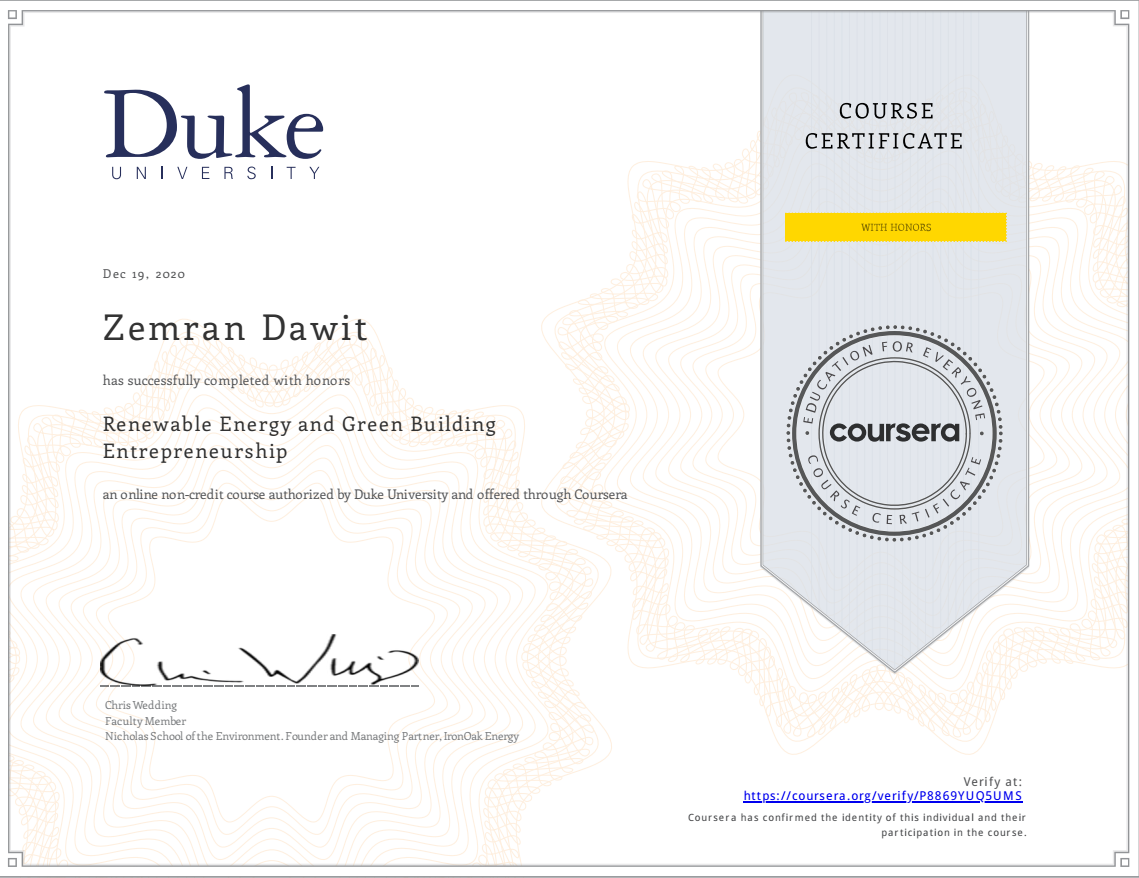 Duke
UNIVERSITY
COURSE
CERTIFICATE
WITH HONORS
Dec 19, 2020
Zemran Dawit
has successfully completed with honors
Renewable Energy and Green Building
Entrepreneurship
an online non-credit course authorized by Duke University and offered through Coursera
EDUCATION FOR EVERYONE
coursera
COURSE CERTIFICATE
Chris Wedding
Faculty Member
Nicholas School of the Environment. Founder and Managing Partner, IronOak Energy
Verify at:
https://coursera.org/verify/P8869YUQ5UMS
Coursera has confirmed the identity of this individual and their
participation in the course.